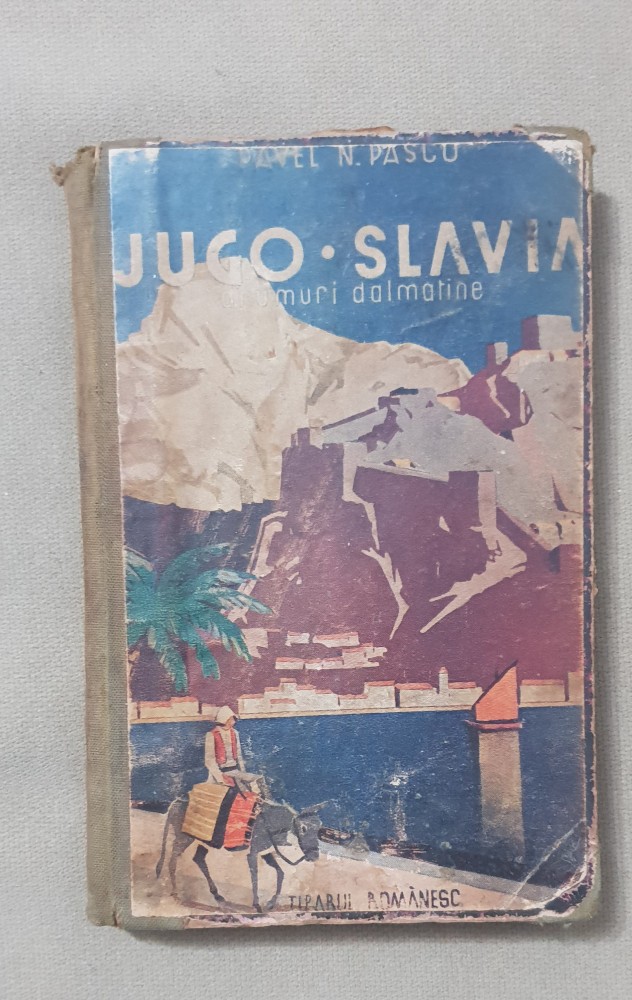 PAVEL N. PASCU
JUGO • SLAVIA
drumuri dalmatine
TIPARUL ROMÂNESC